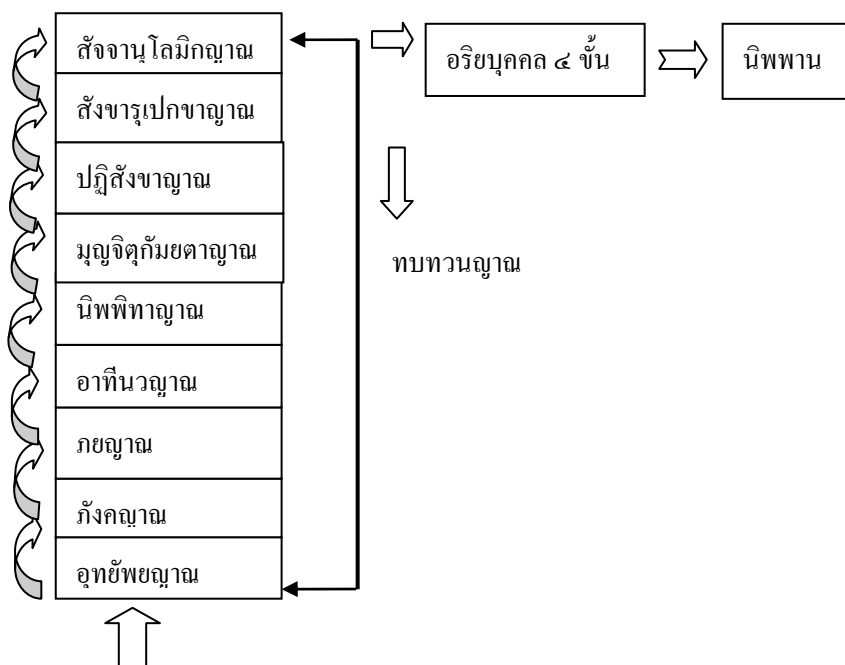 สัจจานุโลมิกญาณ
อริยบุคคล ๔ ขั้น
นิพพาน
สังขารุเปกขาญาณ
ปฏิสังขาญาณ
มุญจิตุกัมยตาญาณ
ทบทวนญาณ
นิพพิทาญาณ
อาทีนวญาณ
ภยญาณ
ภังคญาณ
อุทยัพยญาณ